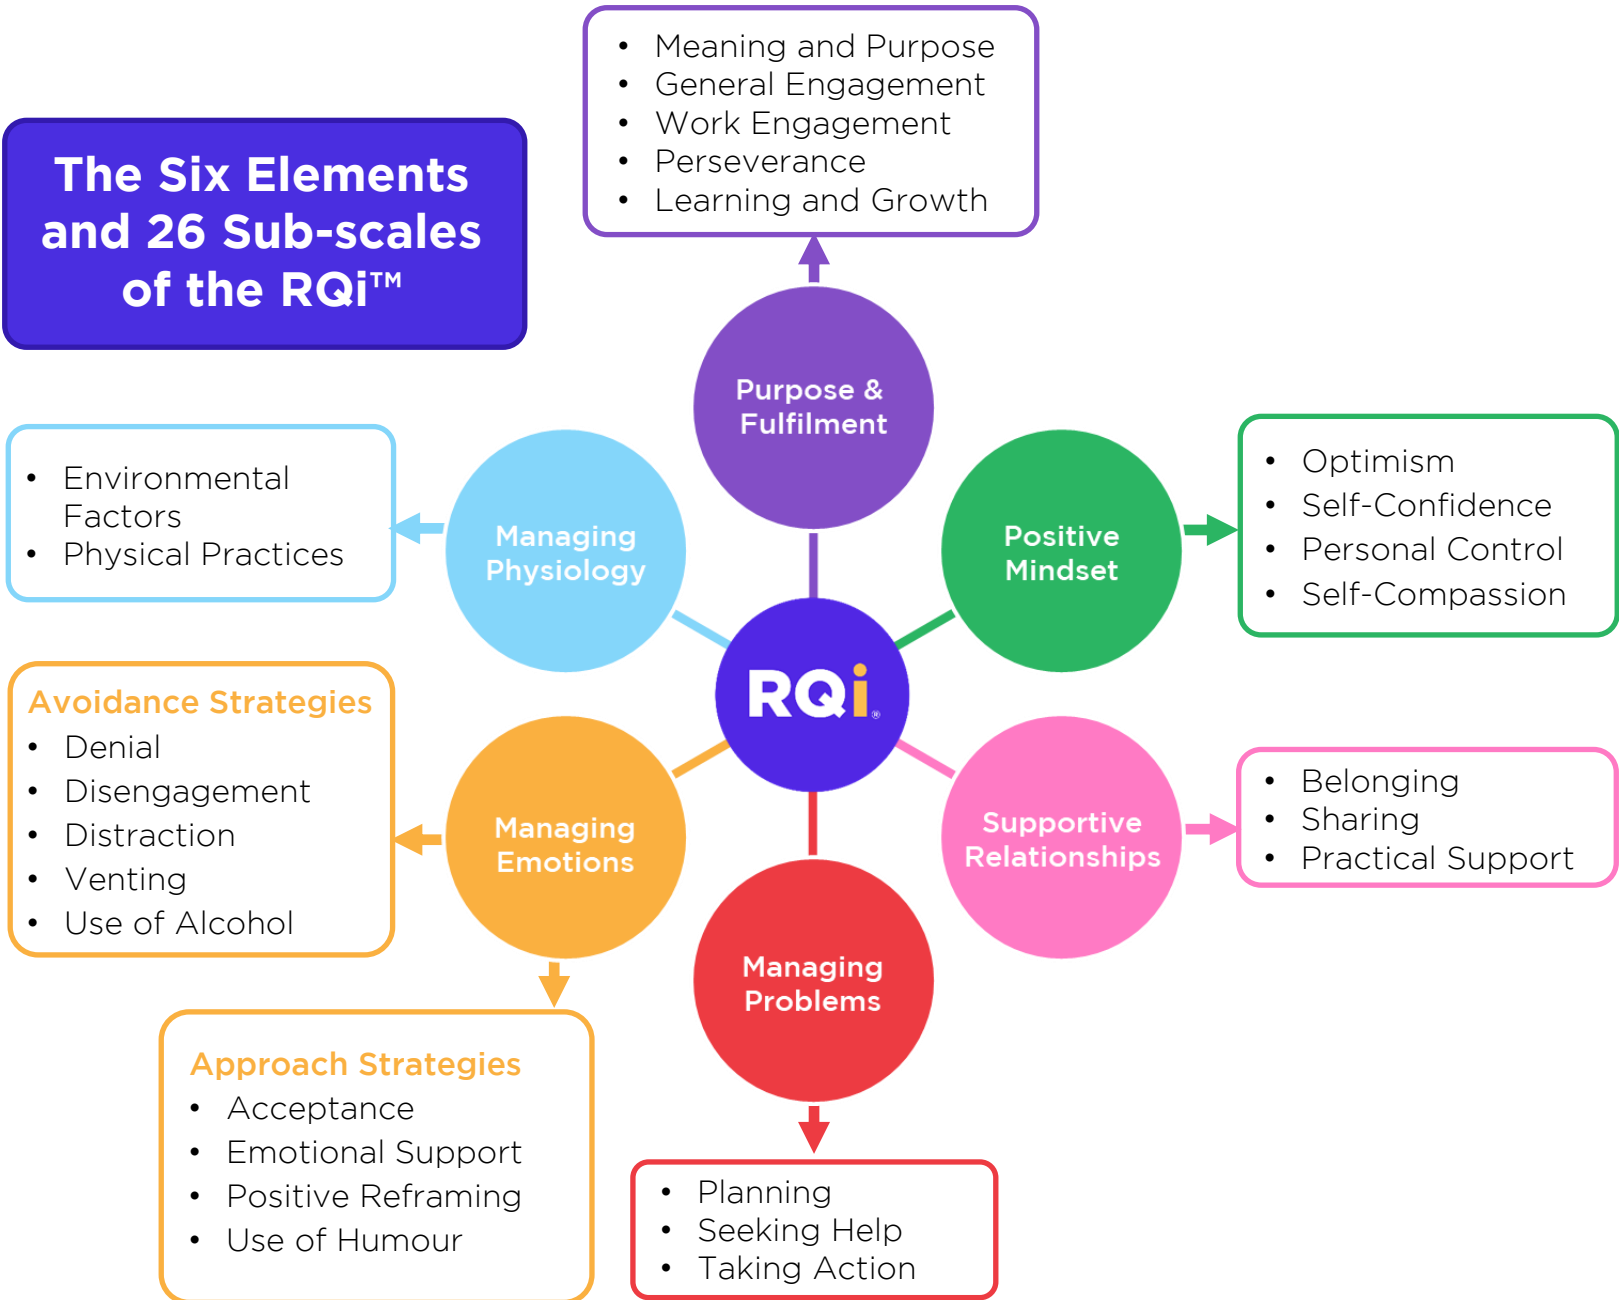 The Six Elements
and 26 Sub-scales
of the RQi™
• Meaning and Purpose
• General Engagement
• Work Engagement
• Perseverance
• Learning and Growth
Purpose &
Fulfilment
• Environmental
Factors
• Physical Practices
Managing
Physiology
Positive
Mindset
• Optimism
• Self-Confidence
• Personal Control
• Self-Compassion
RQi®
Avoidance Strategies
• Denial
• Disengagement
• Distraction
• Venting
• Use of Alcohol
Managing
Emotions
Supportive
Relationships
• Belonging
• Sharing
• Practical Support
Managing
Problems
Approach Strategies
• Acceptance
• Emotional Support
• Positive Reframing
• Use of Humour
• Planning
• Seeking Help
• Taking Action